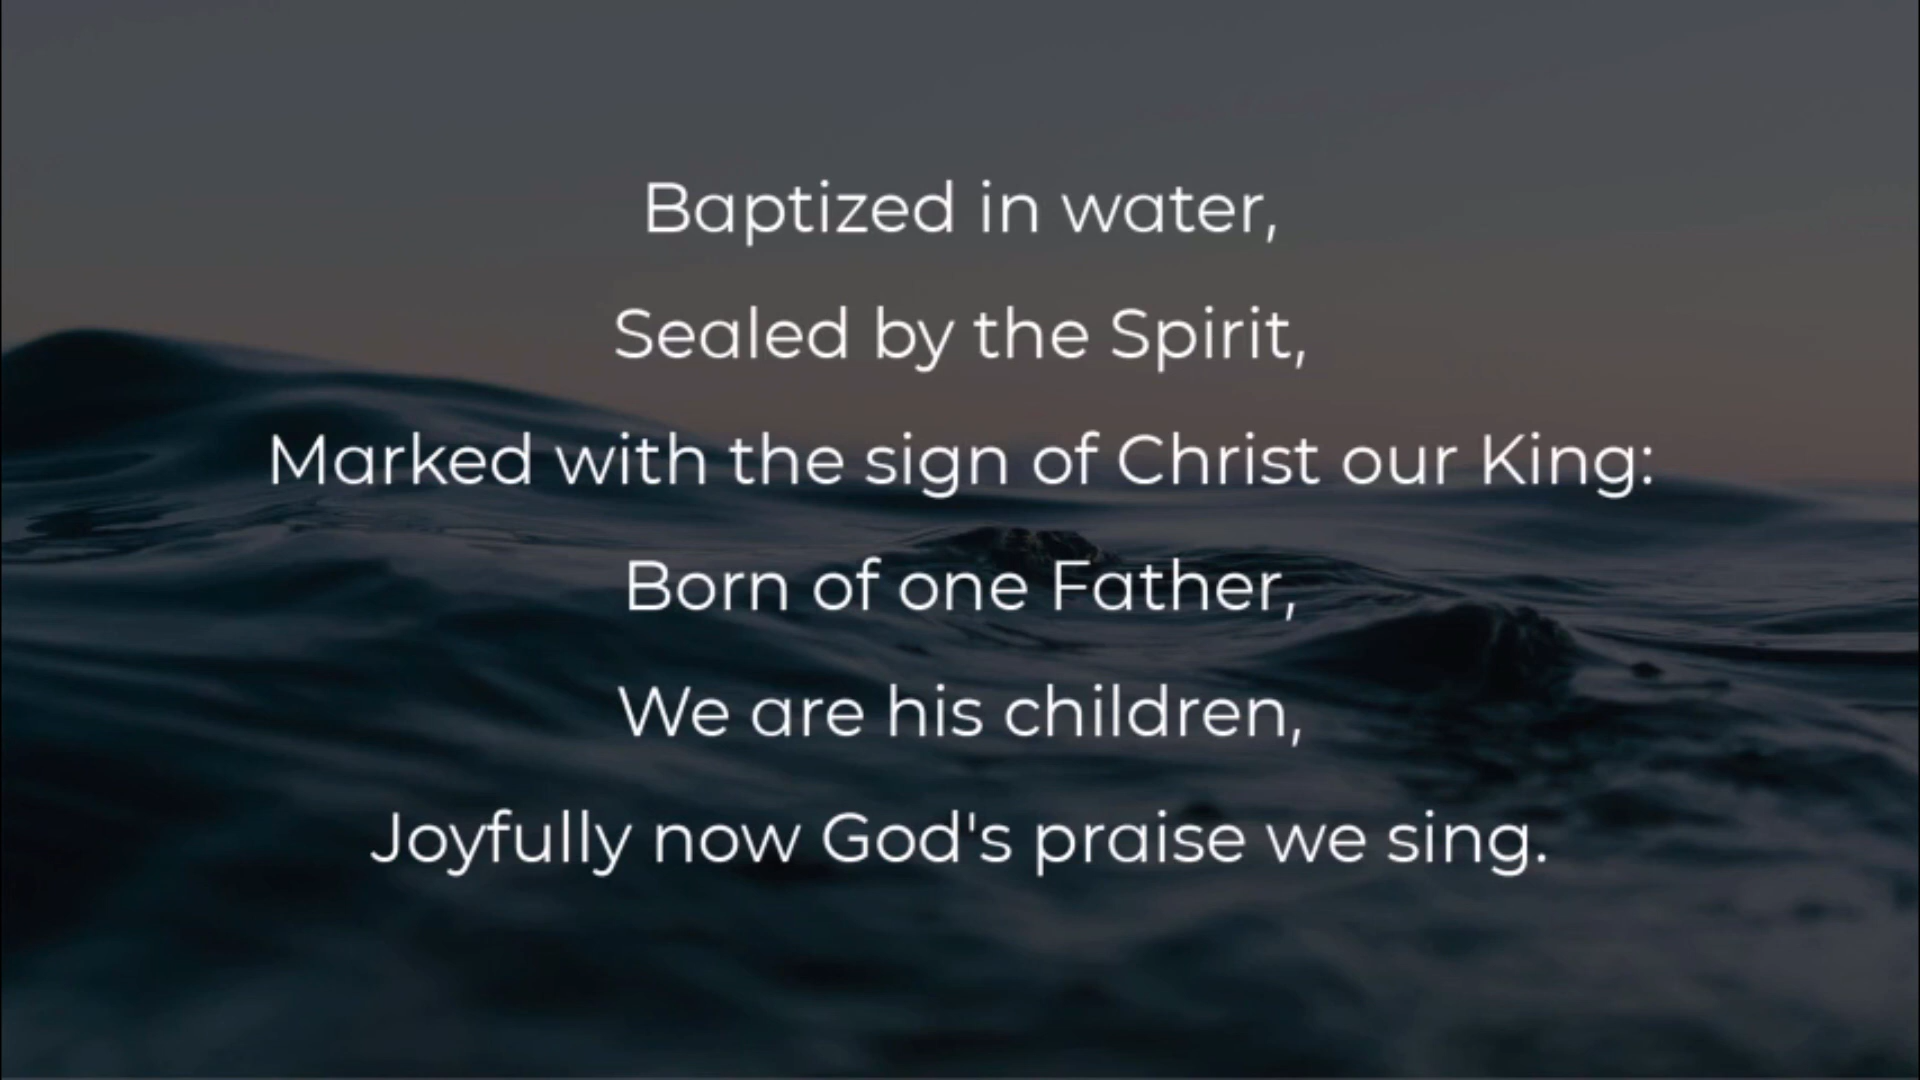 Baptized in water,
Sealed by the Spirit,
Marked with the sign of Christ our King:
Born of one Father,
We are his children,
Joyfully now God's praise we sing.